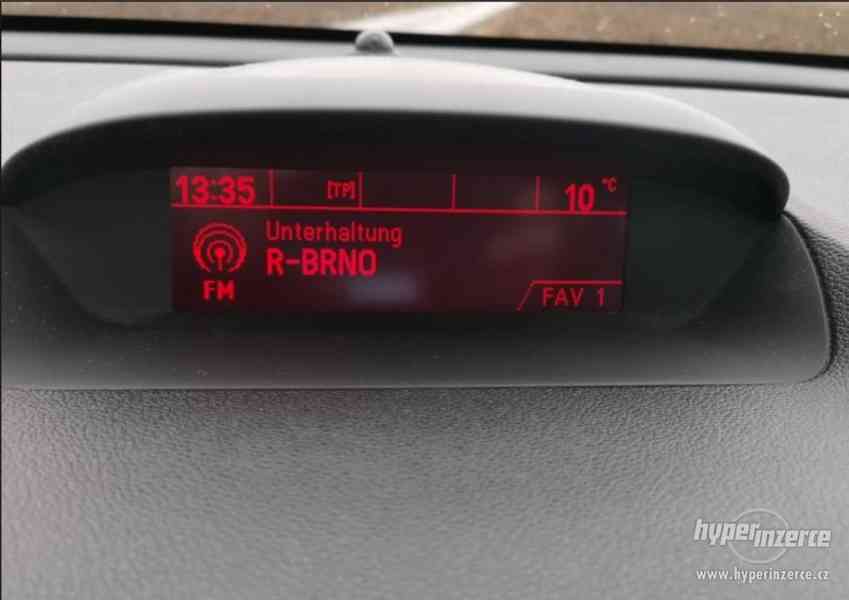 13:35 [TP] 10 °C
Unterhaltung
R-BRNO
FM
FAV 1
hyperinzerce
www.hyperinzerce.cz